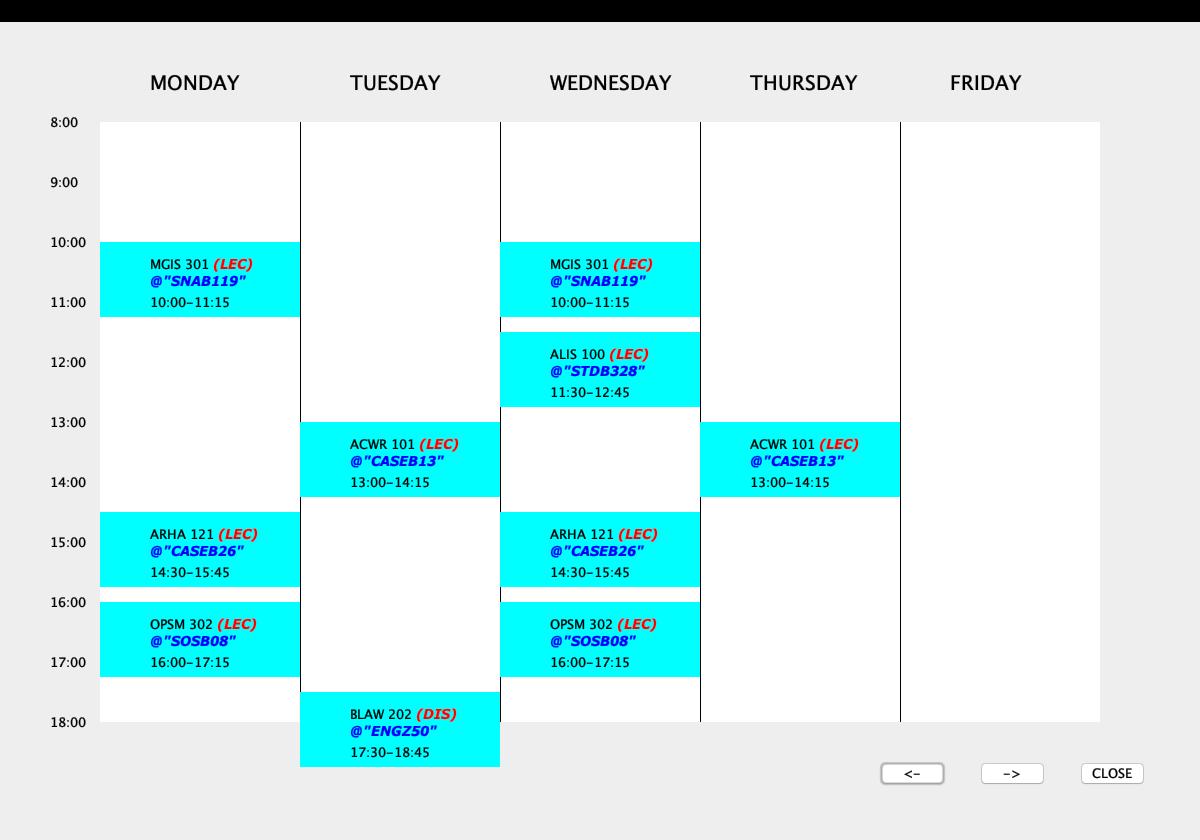 MONDAY TUESDAY WEDNESDAY THURSDAY FRIDAY
8:00
9:00
10:00
MGIS 301 (LEC)
@"SNAB119"
10:00-11:15
MGIS 301 (LEC)
@"SNAB119"
10:00-11:15
11:00
ALIS 100 (LEC)
@"STDB328"
11:30-12:45
12:00
13:00
ACWR 101 (LEC)
@"CASEB13"
13:00-14:15
ACWR 101 (LEC)
@"CASEB13"
13:00-14:15
14:00
ARHA 121 (LEC)
@"CASEB26"
14:30-15:45
ARHA 121 (LEC)
@"CASEB26"
14:30-15:45
15:00
16:00
OPSM 302 (LEC)
@"SOSB08"
16:00-17:15
OPSM 302 (LEC)
@"SOSB08"
16:00-17:15
17:00
BLAW 202 (DIS)
@"ENGZ50"
17:30-18:45
18:00
<- -> CLOSE